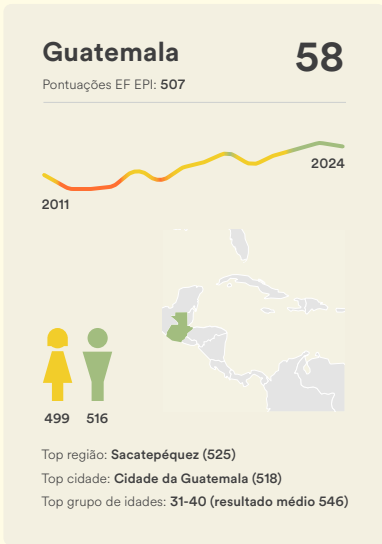 Guatemala
58
Pontuações EF EPI: 507
2024
2011
499 516
Top região: Sacatepéquez (525)
Top cidade: Cidade da Guatemala (518)
Top grupo de idades: 31-40 (resultado médio 546)